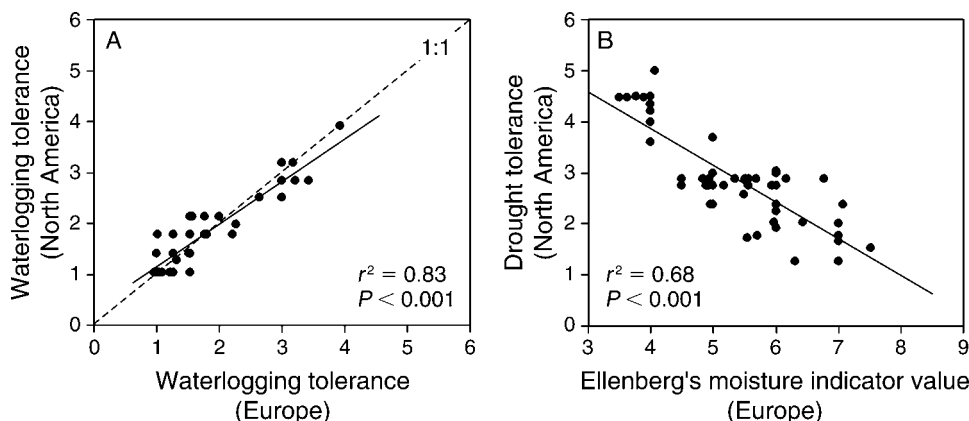 A
1:1
Waterlogging tolerance
(North America)
6
5
4
3
2
1
0
r² = 0.83
P < 0.001
0 1 2 3 4 5 6
Waterlogging tolerance
(Europe)
B
Drought tolerance
(North America)
6
5
4
3
2
1
0
r² = 0.68
P < 0.001
3 4 5 6 7 8 9
Ellenberg's moisture indicator value
(Europe)